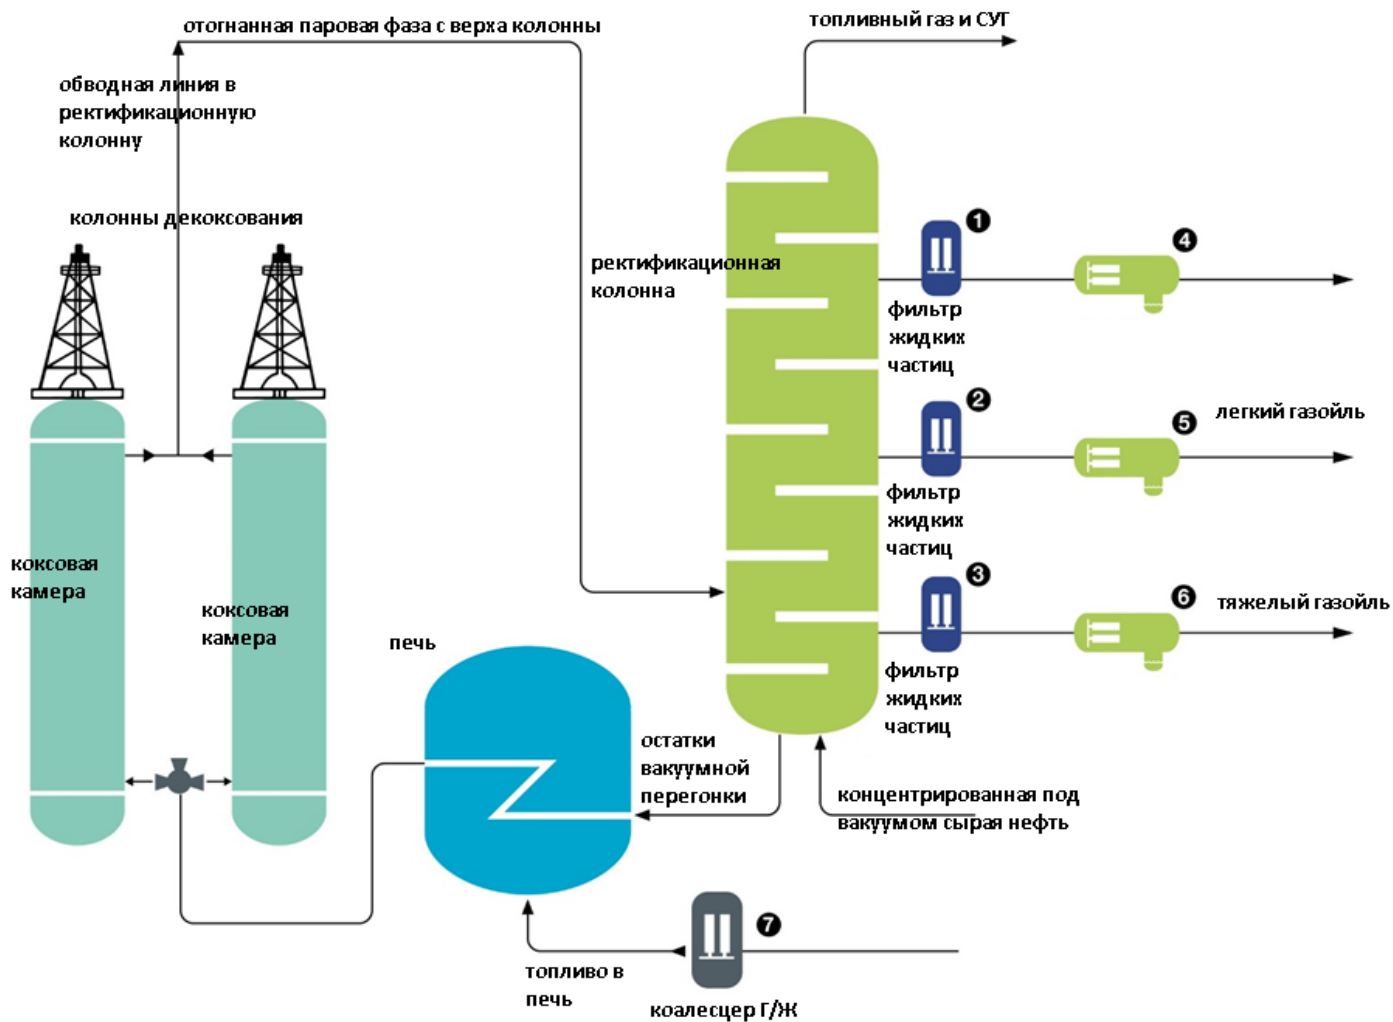 отогнанная паровая фаза с верха колонны
топливный газ и СУГ
обводная линия в
ректификационную
колонну
колонны декоксования
ректификационная
колонна
1
4
фильтр
жидких
частиц
2
легкий газойль
5
фильтр
жидких
частиц
коксовая
камера
коксовая
камера
3
тяжелый газойль
6
фильтр
жидких
частиц
печь
остатки
вакуумной
перегонки
концентрированная под
вакуумом сырая нефть
7
топливо в
печь
коалесцер Г/Ж